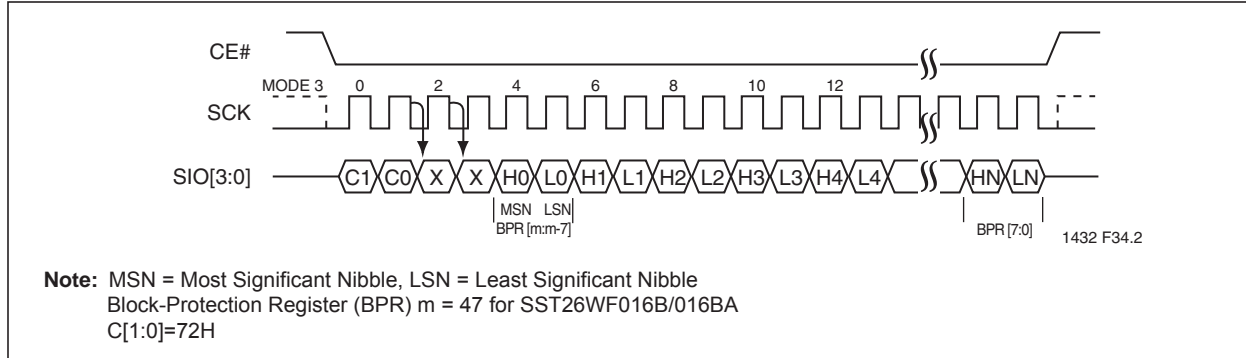 CE#
MODE 3 0 2 4 6 8 10 12
SCK
SIO[3:0] C1 C0 X X H0 L0 H1 L1 H2 L2 H3 L3 H4 L4 HN LN
MSN LSN
BPR [m:m-7] BPR [7:0]
1432 F34.2
Note: MSN = Most Significant Nibble, LSN = Least Significant Nibble
Block-Protection Register (BPR) m = 47 for SST26WF016B/016BA
C[1:0]=72H